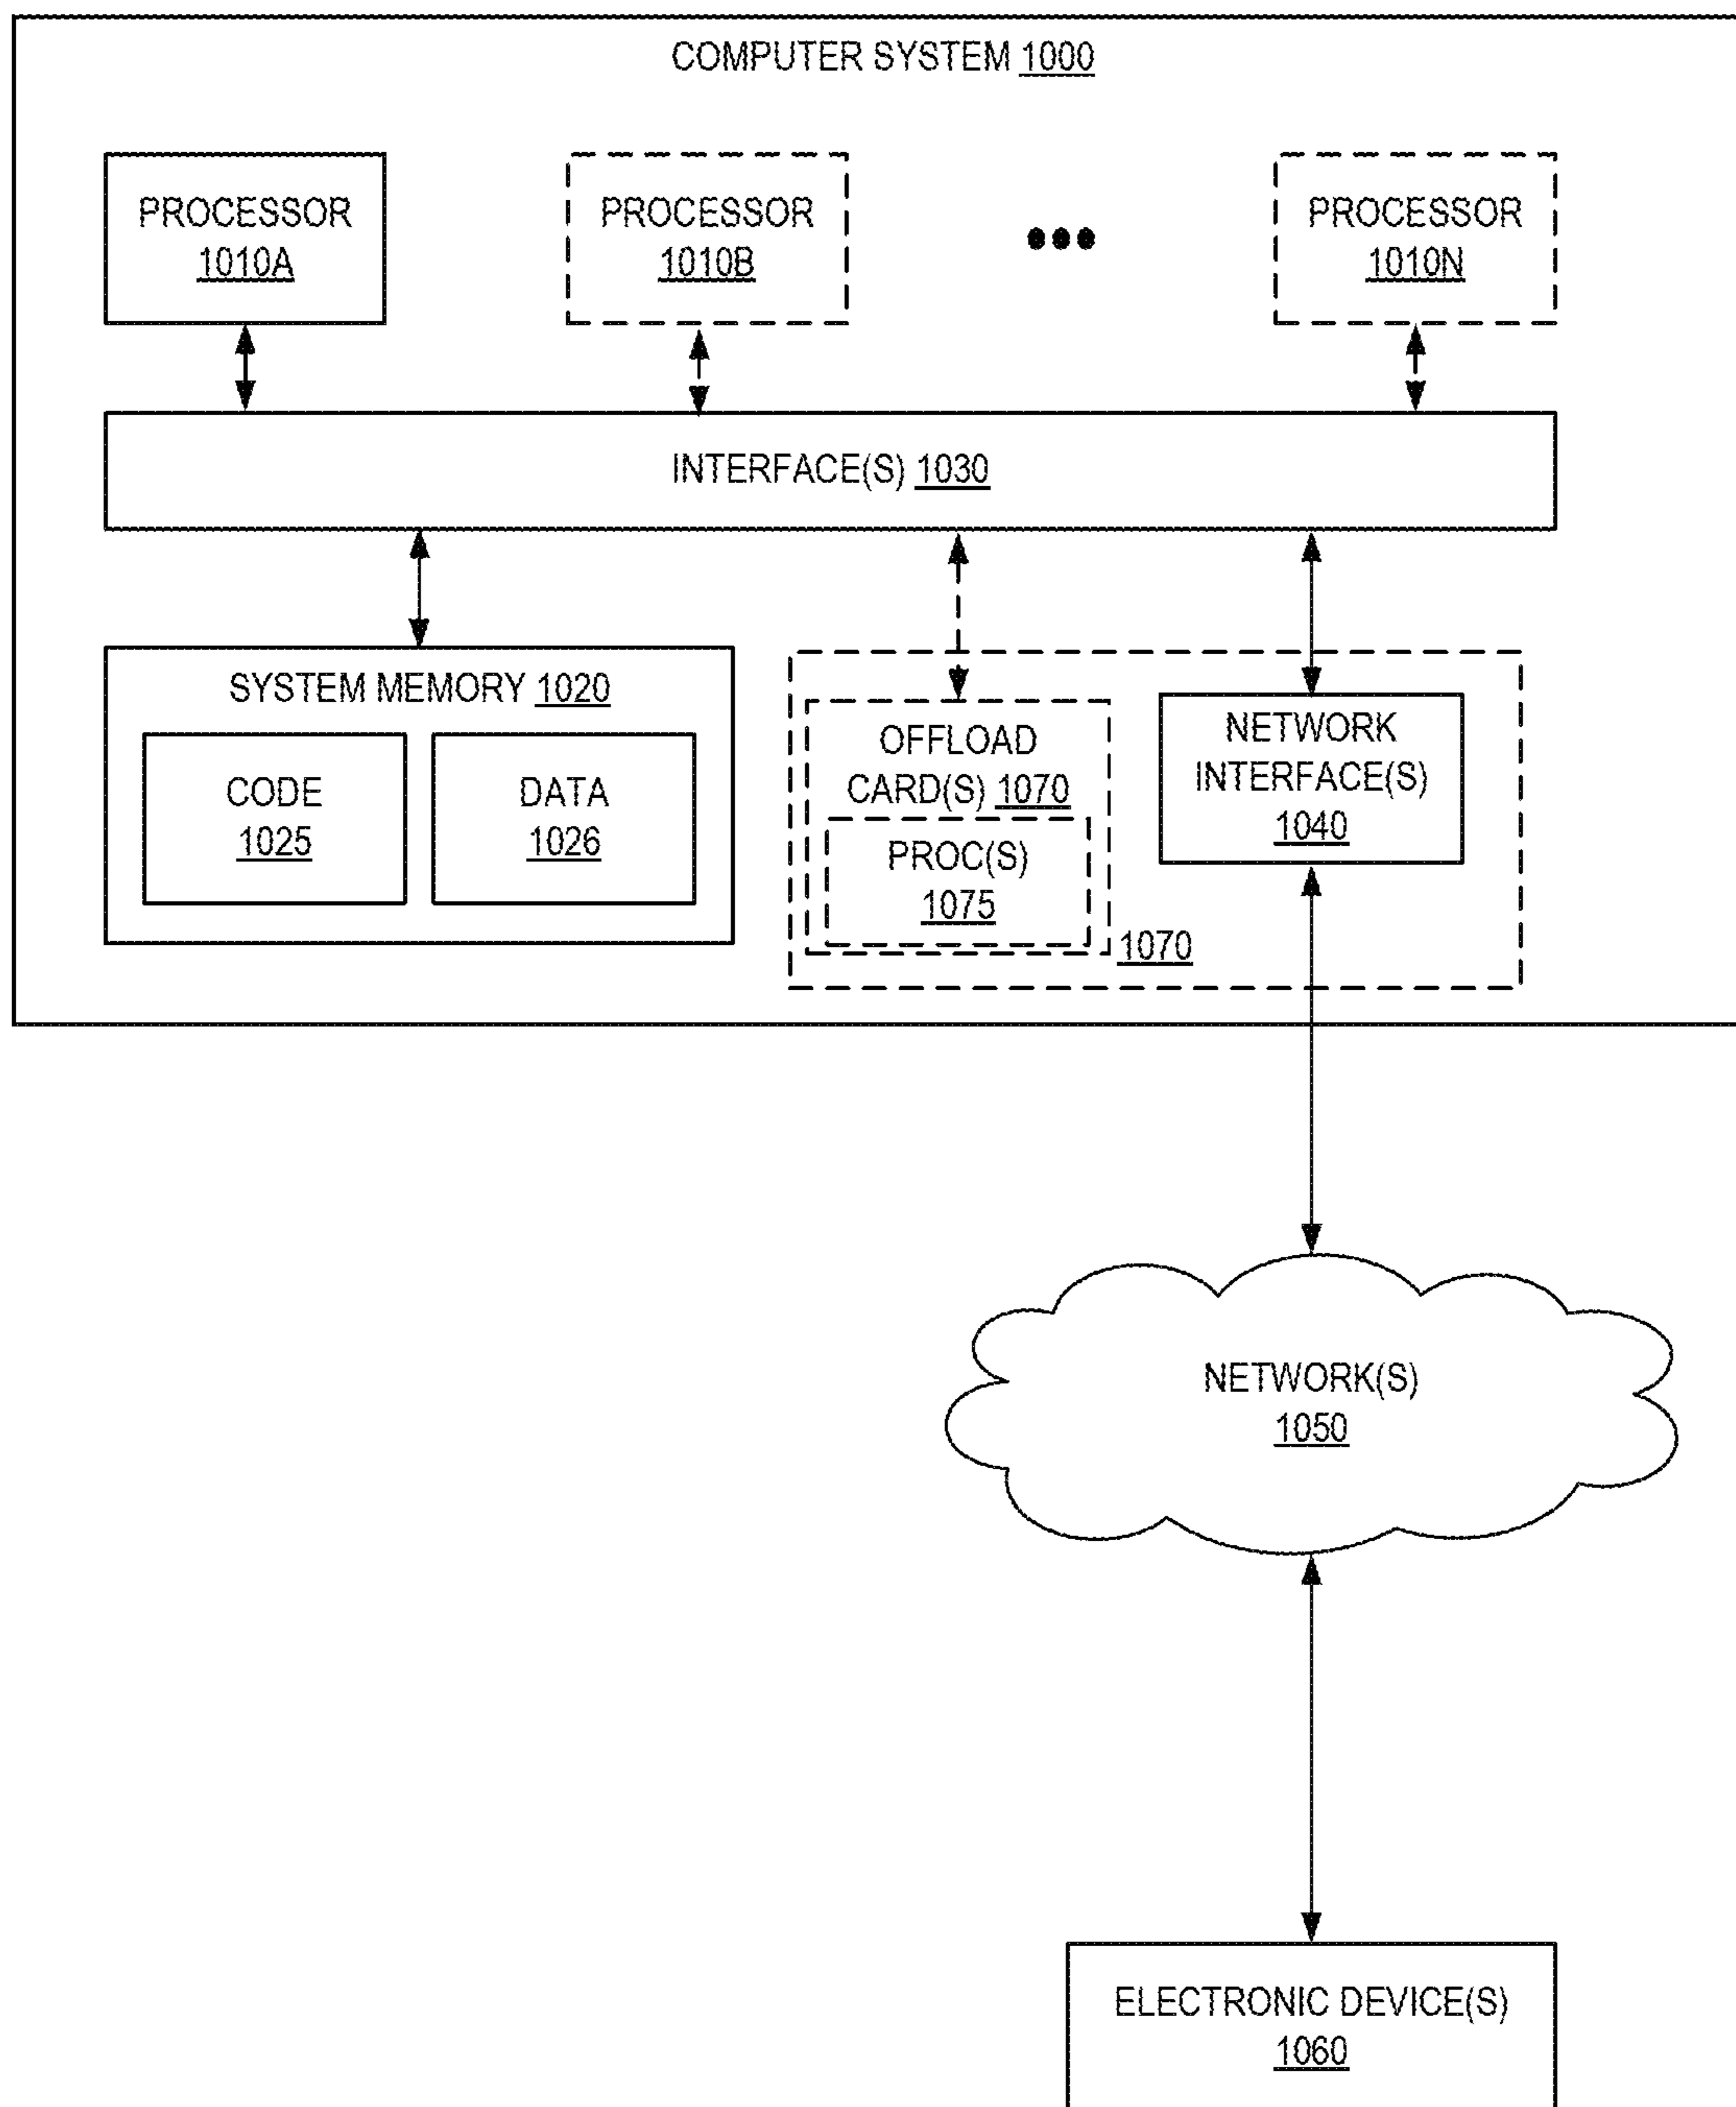 COMPUTER SYSTEM 1000
PROCESSOR
1010A
PROCESSOR
1010B
PROCESSOR
1010N
INTERFACE(S) 1030
SYSTEM MEMORY 1020
CODE
1025
DATA
1026
OFFLOAD
CARD(S) 1070
PROC(S)
1075
1070
NETWORK
INTERFACE(S)
1040
NETWORK(S)
1050
ELECTRONIC DEVICE(S)
1060